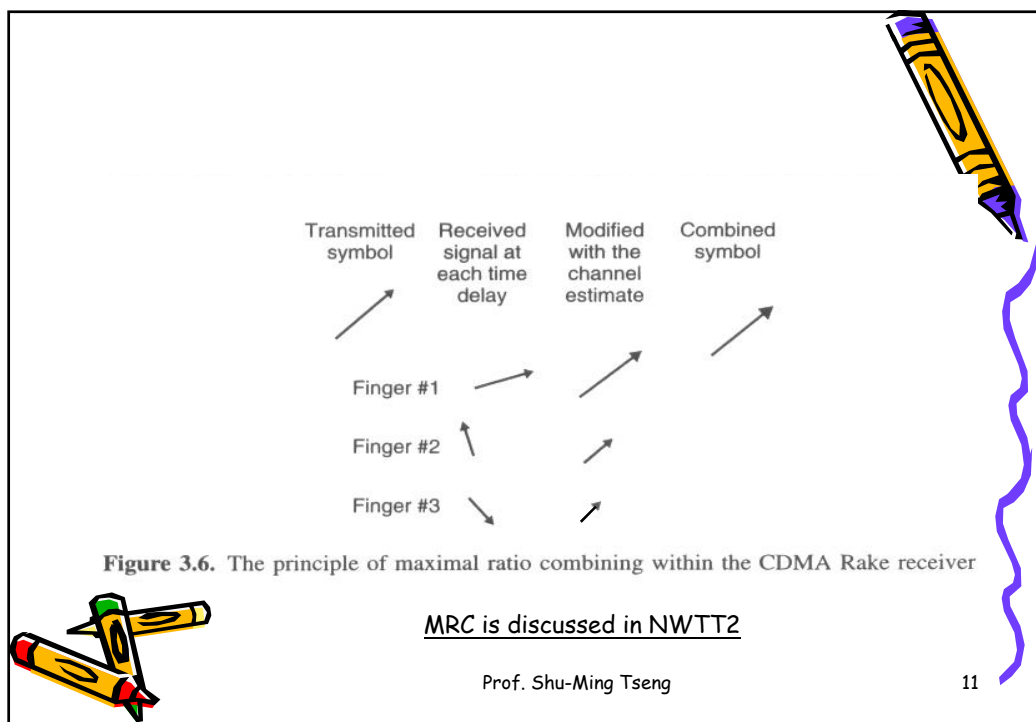 Transmitted symbol
Received signal at each time delay
Modified with the channel estimate
Combined symbol
Finger #1
Finger #2
Finger #3
Figure 3.6. The principle of maximal ratio combining within the CDMA Rake receiver
MRC is discussed in NWTT2
Prof. Shu-Ming Tseng
11